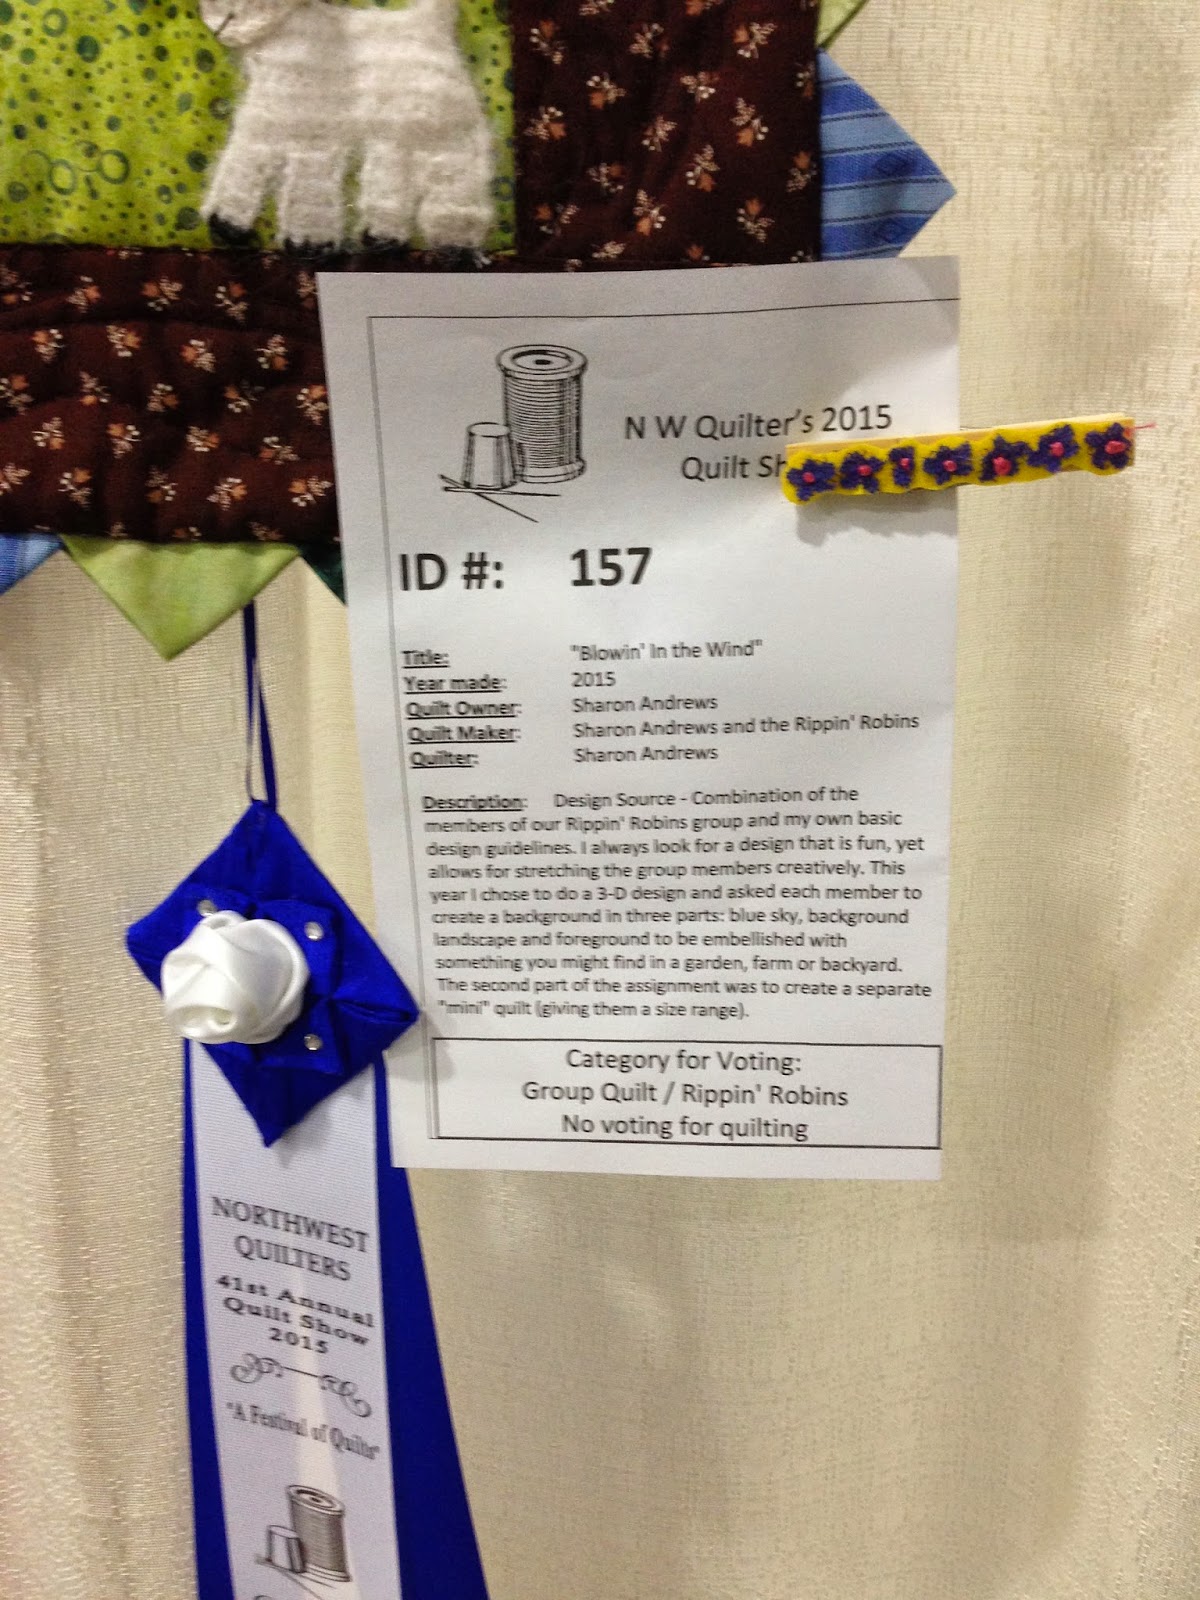 N W Quilter's 2015
Quilt Sh
ID #: 157
Title: "Blowin' In the Wind"
Year made: 2015
Quilt Owner: Sharon Andrews
Quilt Maker: Sharon Andrews and the Rippin' Robins
Quilter: Sharon Andrews
Description: Design Source - Combination of the
members of our Rippin' Robins group and my own basic
design guidelines. I always look for a design that is fun, yet
allows for stretching the group members creatively. This
year I chose to do a 3-D design and asked each member to
create a background in three parts: blue sky, background
landscape and foreground to be embellished with
something you might find in a garden, farm or backyard.
The second part of the assignment was to create a separate
"mini" quilt (giving them a size range).
Category for Voting:
Group Quilt / Rippin' Robins
No voting for quilting
NORTHWEST
QUILTERS
41st Annual
Quilt Show
2015
"A Festival of Quilts"